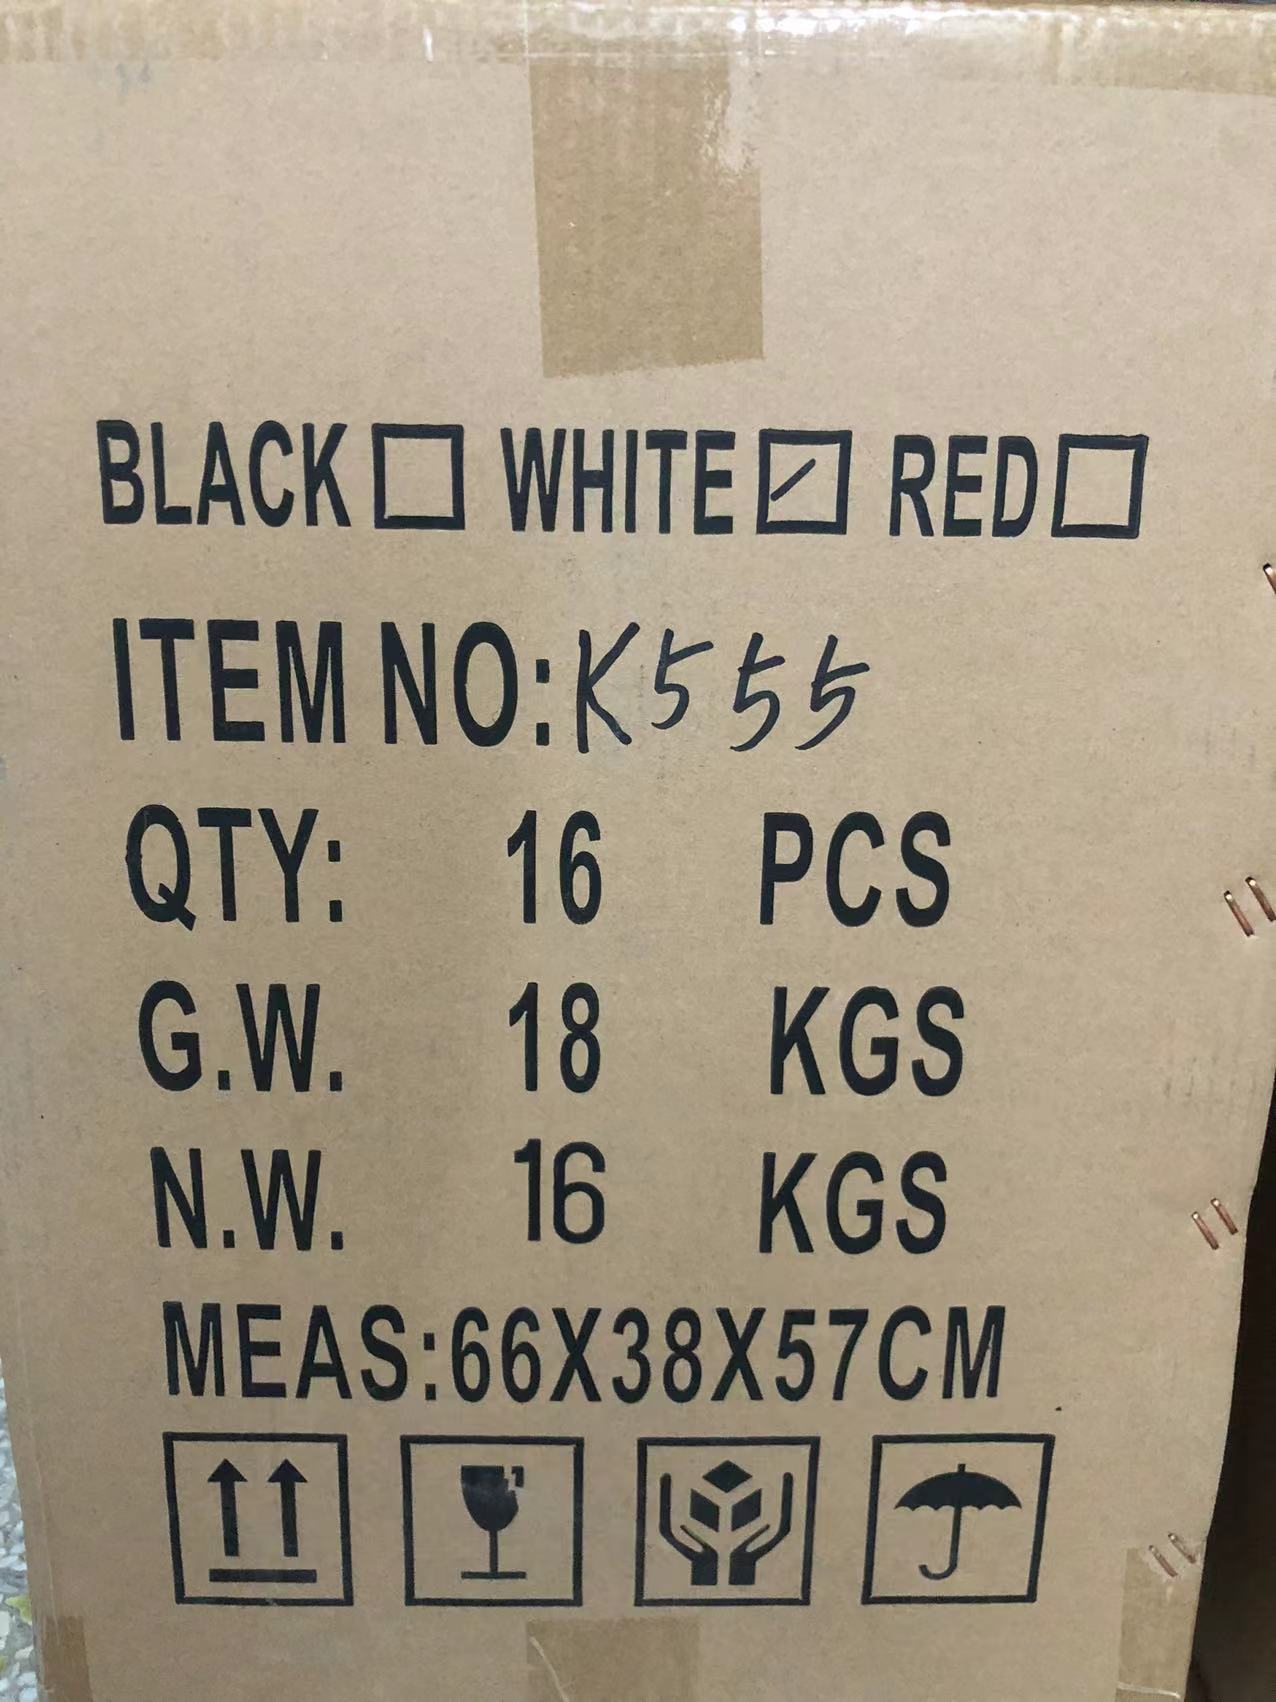 BLACK☐ WHITE☑ RED☐
ITEM NO:K555
QTY: 16 PCS
G.W. 18 KGS
N.W. 16 KGS
MEAS:66X38X57CM